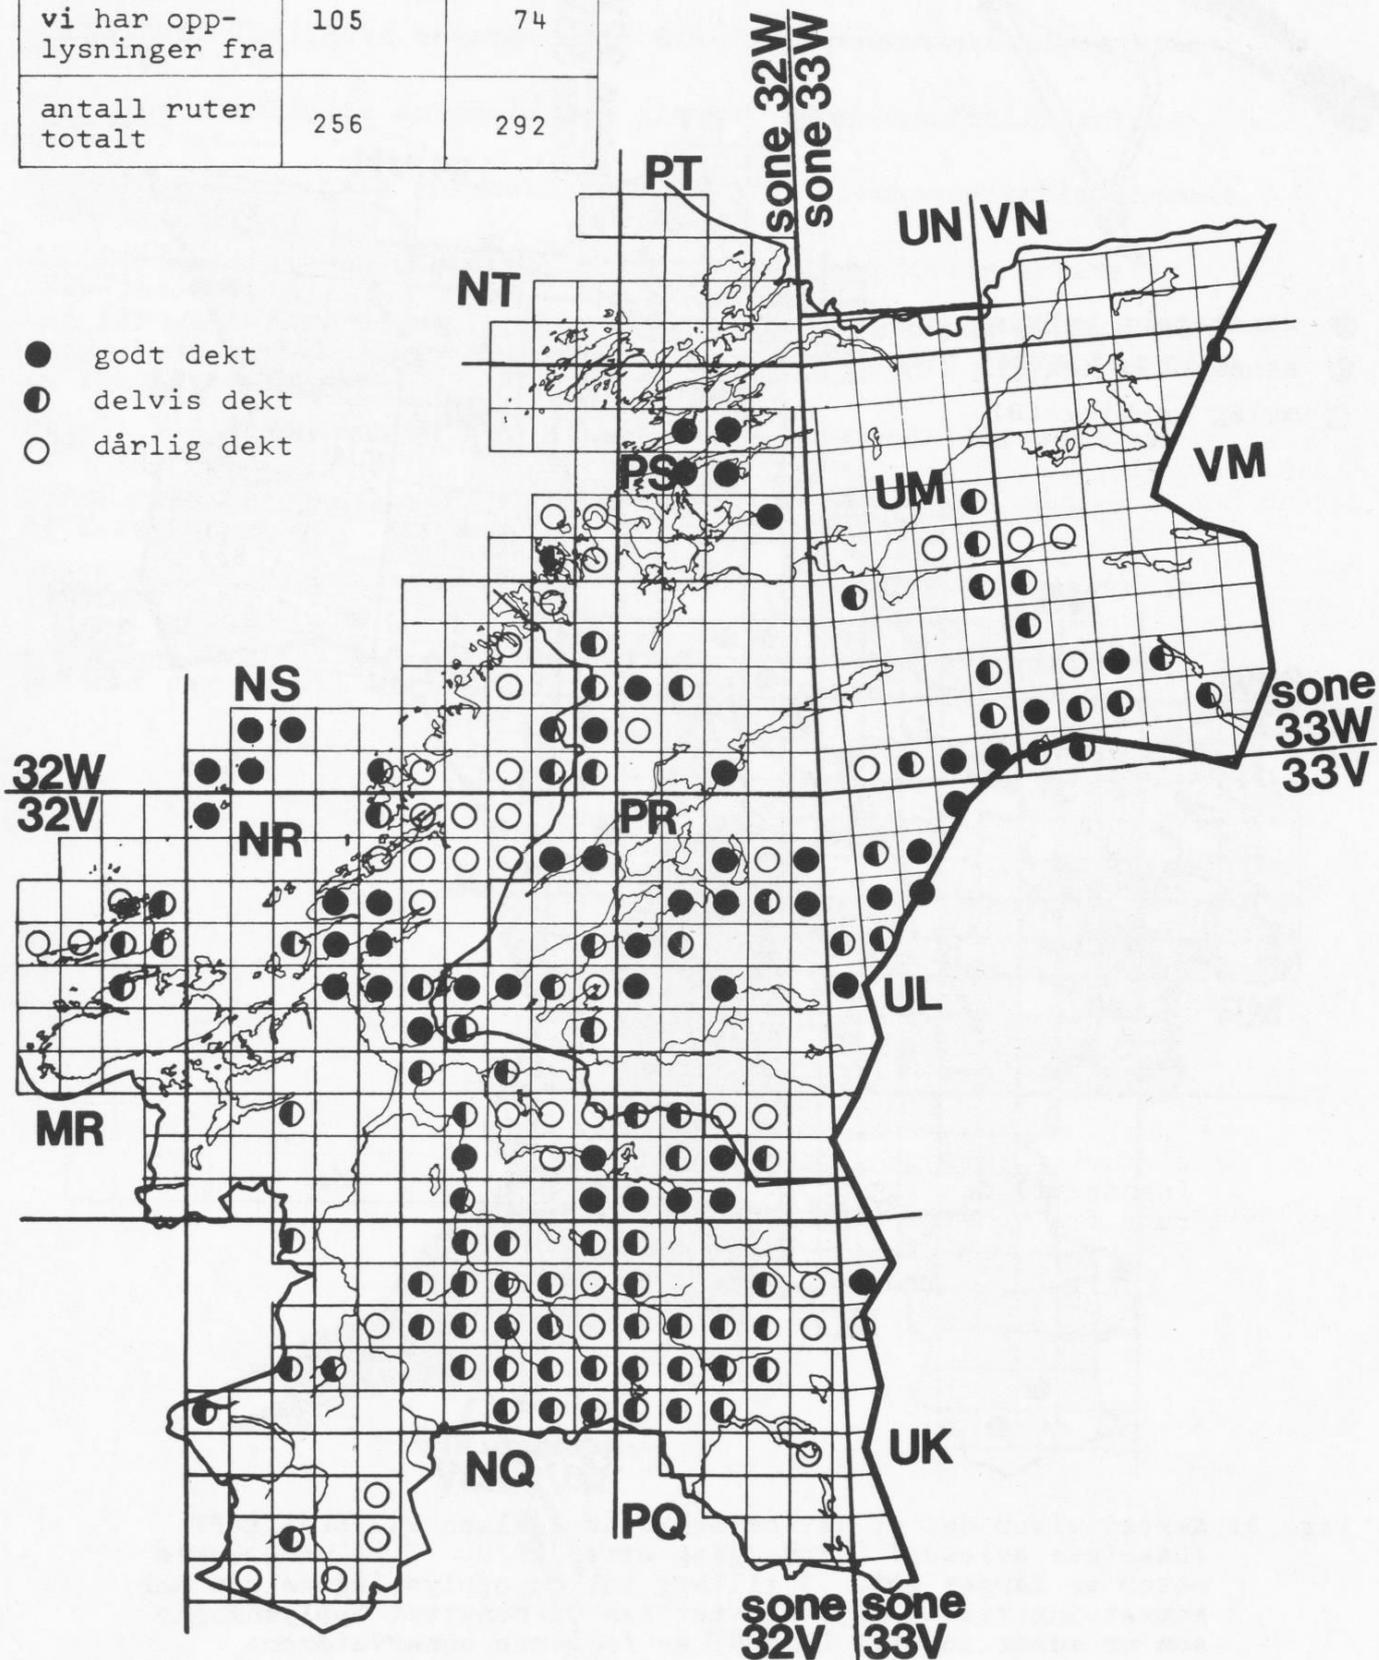 vi har opp-
lysninger fra
105
74
antall ruter
totalt
256
292
sone 32W
sone 33W
PT
UN
VN
NT
godt dekt
delvis dekt
dårlig dekt
PS
UM
VM
NS
sone
33W
33V
32W
32V
NR
PR
UL
MR
UK
NQ
PQ
sone
32V
sone
33V